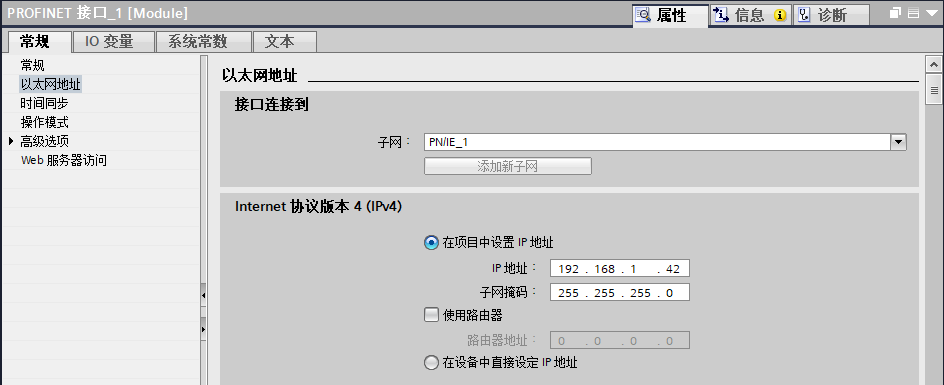 PROFINET 接口_1 [Module]
属性 信息 诊断
常规 IO 变量 系统常数 文本
常规
以太网地址
时间同步
操作模式
高级选项
Web 服务器访问
以太网地址
接口连接到
子网： PN/IE_1
添加新子网
Internet 协议版本 4 (IPv4)
在项目中设置 IP 地址
IP 地址： 192 . 168 . 1 . 42
子网掩码： 255 . 255 . 255 . 0
使用路由器
路由器地址： 0 . 0 . 0 . 0
在设备中直接设定 IP 地址